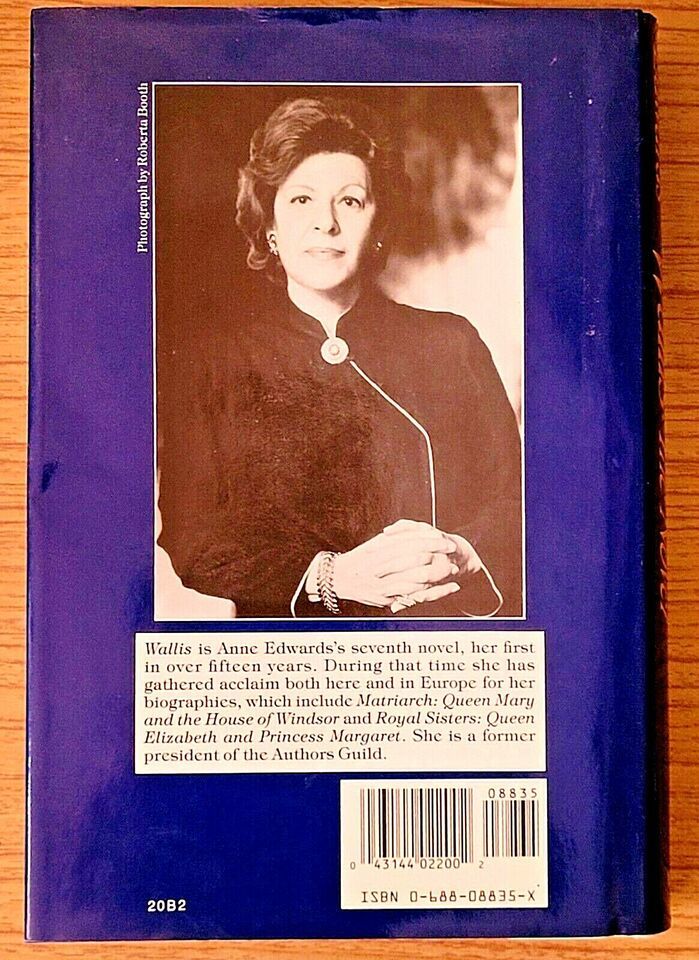 Photograph by Roberta Booth
Wallis is Anne Edwards's seventh novel, her first
in over fifteen years. During that time she has
gathered acclaim both here and in Europe for her
biographies, which include Matriarch: Queen Mary
and the House of Windsor and Royal Sisters: Queen
Elizabeth and Princess Margaret. She is a former
president of the Authors Guild.
08835
0 43144 02200 2
ISBN 0-688-08835-X
20B2